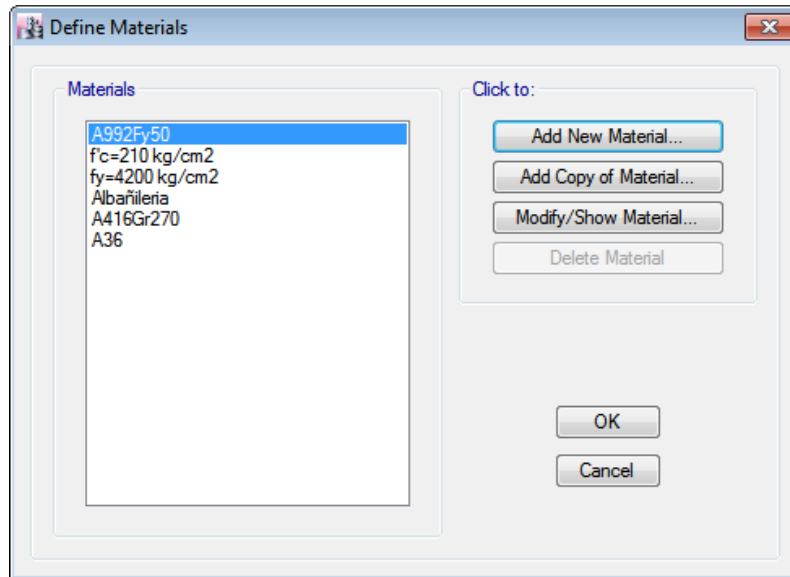 Define Materials
Materials
A992Fy50
f'c=210 kg/cm2
fy=4200 kg/cm2
Albañileria
A416Gr270
A36
Click to:
Add New Material...
Add Copy of Material...
Modify/Show Material...
Delete Material
OK
Cancel